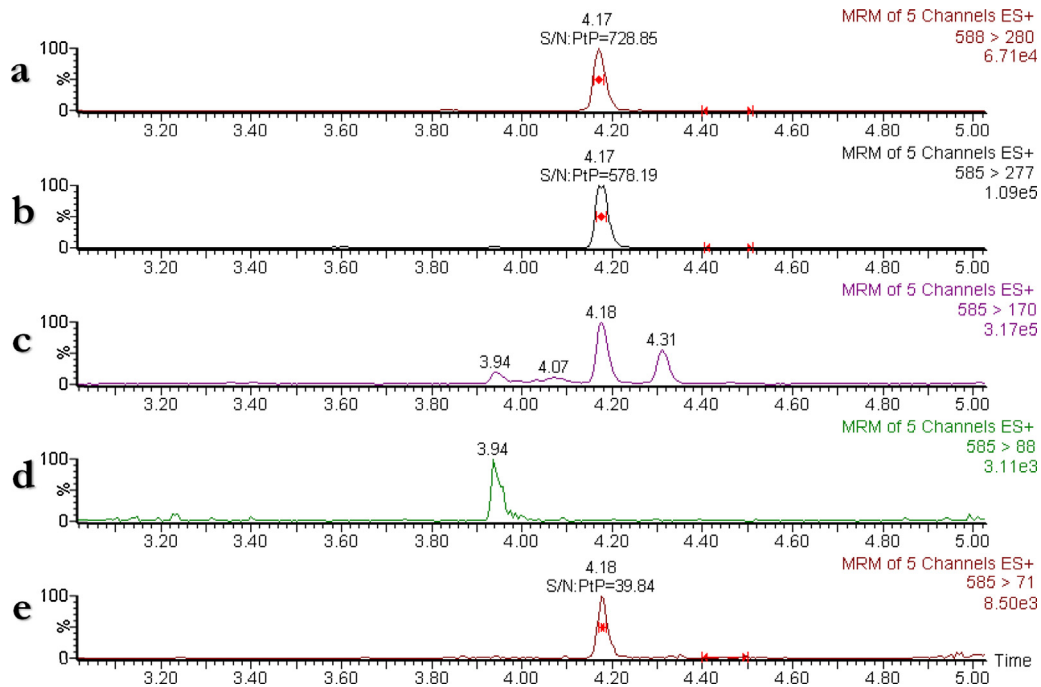 MRM of 5 Channels ES+
588 > 280
6.71e4
4.17
S/N:PtP=728.85
a
100
%
0
3.20 3.40 3.60 3.80 4.00 4.20 4.40 4.60 4.80 5.00
MRM of 5 Channels ES+
585 > 277
1.09e5
4.17
S/N:PtP=578.19
b
100
%
0
3.20 3.40 3.60 3.80 4.00 4.20 4.40 4.60 4.80 5.00
MRM of 5 Channels ES+
585 > 170
3.17e5
c
100
%
0
3.94 4.07 4.18 4.31
3.20 3.40 3.60 3.80 4.00 4.20 4.40 4.60 4.80 5.00
MRM of 5 Channels ES+
585 > 88
3.11e3
3.94
d
100
%
0
3.20 3.40 3.60 3.80 4.00 4.20 4.40 4.60 4.80 5.00
MRM of 5 Channels ES+
585 > 71
8.50e3
4.18
S/N:PtP=39.84
e
100
%
0
Time
3.20 3.40 3.60 3.80 4.00 4.20 4.40 4.60 4.80 5.00